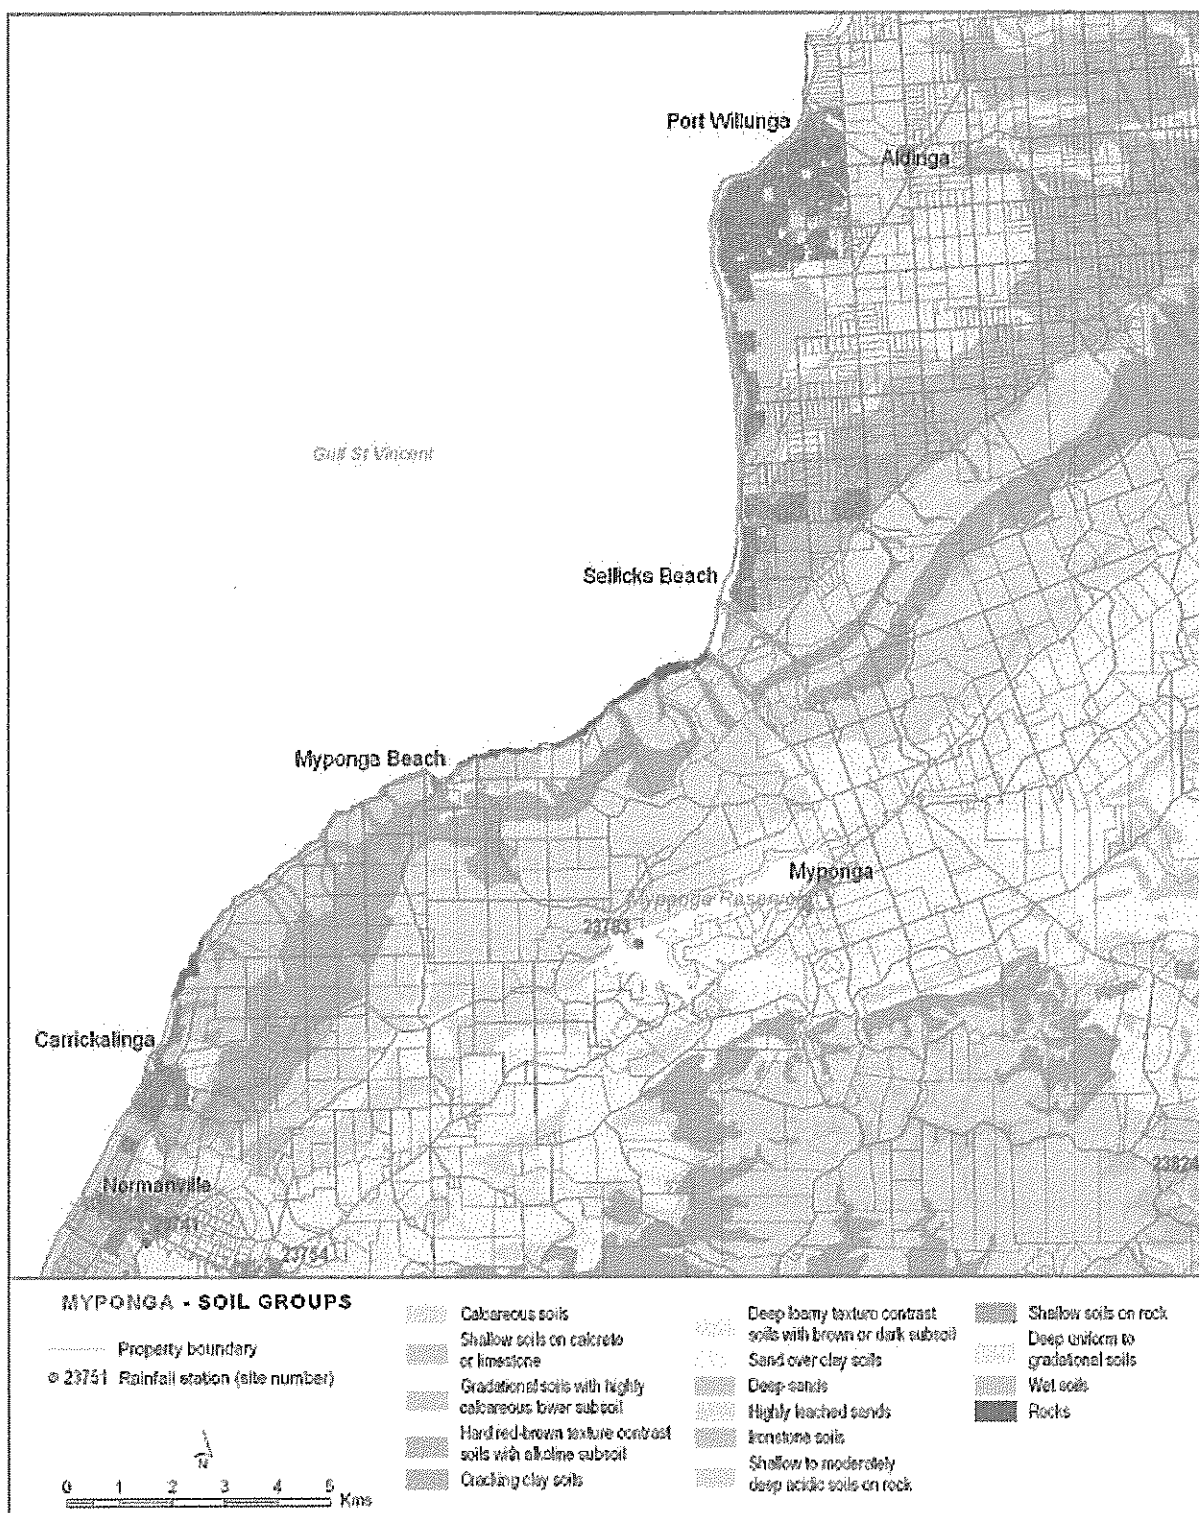 Port Willunga
Aldinga
Gulf St Vincent
Sellicks Beach
Myponga Beach
Myponga
Myponga Reservoir
23783
Carrickalinga
Normanville
23741
23754
23824
MYPONGA - SOIL GROUPS
Property boundary
23751 Rainfall station (site number)
N
0 1 2 3 4 5 Kms
Calcareous soils
Shallow soils on calcrete
or limestone
Gradational soils with highly
calcareous lower subsoil
Hard red-brown texture contrast
soils with alkaline subsoil
Cracking clay soils
Deep loamy texture contrast
soils with brown or dark subsoil
Sand over clay soils
Deep sands
Highly leached sands
Ironstone soils
Shallow to moderately
deep acidic soils on rock
Shallow soils on rock
Deep uniform to
gradational soils
Wet soils
Rocks